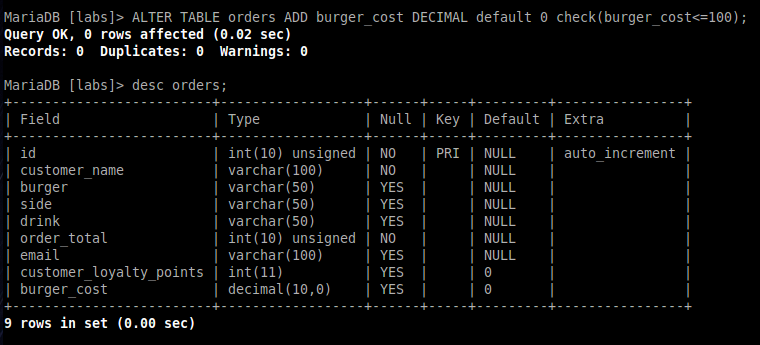 MariaDB [labs]> ALTER TABLE orders ADD burger_cost DECIMAL default 0 check(burger_cost<=100);
Query OK, 0 rows affected (0.02 sec)
Records: 0  Duplicates: 0  Warnings: 0

MariaDB [labs]> desc orders;
+-------------------------+------------------+------+-----+---------+----------------+
| Field                   | Type             | Null | Key | Default | Extra          |
+-------------------------+------------------+------+-----+---------+----------------+
| id                      | int(10) unsigned | NO   | PRI | NULL    | auto_increment |
| customer_name           | varchar(100)     | NO   |     | NULL    |                |
| burger                  | varchar(50)      | YES  |     | NULL    |                |
| side                    | varchar(50)      | YES  |     | NULL    |                |
| drink                   | varchar(50)      | YES  |     | NULL    |                |
| order_total             | int(10) unsigned | NO   |     | NULL    |                |
| email                   | varchar(100)     | YES  |     | NULL    |                |
| customer_loyalty_points | int(11)          | YES  |     | 0       |                |
| burger_cost             | decimal(10,0)    | YES  |     | 0       |                |
+-------------------------+------------------+------+-----+---------+----------------+
9 rows in set (0.00 sec)